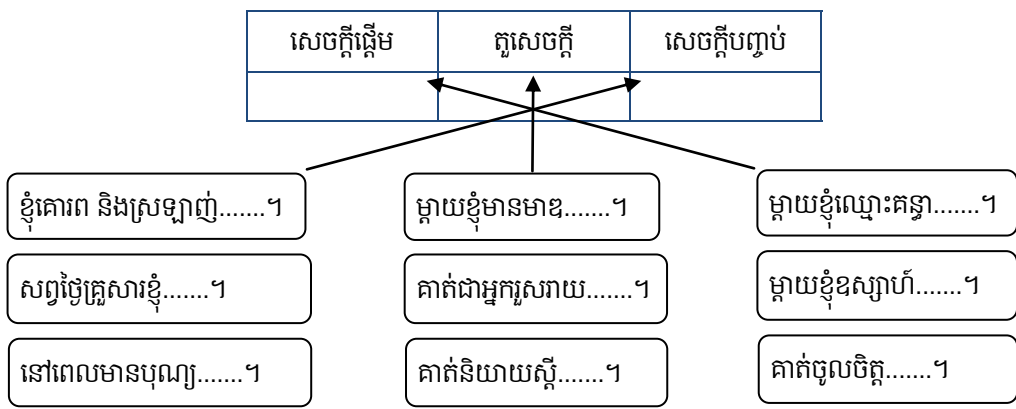 សេចក្តីផ្តើម តួសេចក្តី សេចក្តីបញ្ចប់
ខ្ញុំគោរព និងស្រឡាញ់.......។ ម្តាយខ្ញុំមានមាឌ.......។ ម្តាយខ្ញុំឈ្មោះគន្ធា.......។
សព្វថ្ងៃគ្រួសារខ្ញុំ.......។ គាត់ជាអ្នករួសរាយ.......។ ម្តាយខ្ញុំឧស្សាហ៍.......។
នៅពេលមានបុណ្យ.......។ គាត់និយាយស្តី.......។ គាត់ចូលចិត្ត.......។